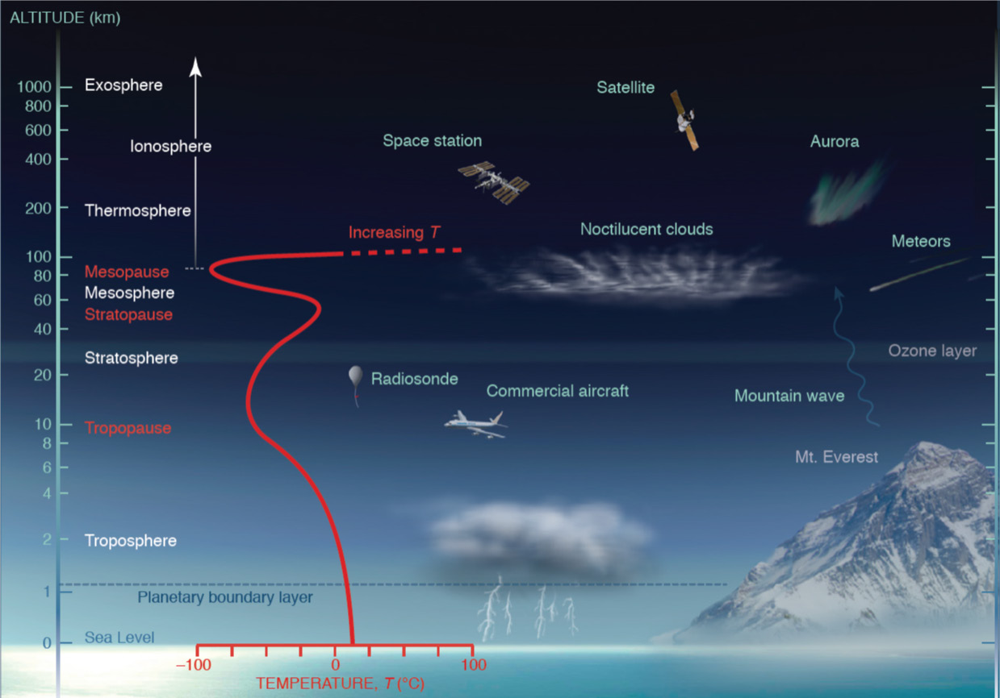 ALTITUDE (km)
1000
800
600
400
200
100
80
60
40
20
10
8
6
4
2
1
0
Exosphere
Ionosphere
Thermosphere
Mesopause
Mesosphere
Stratopause
Stratosphere
Tropopause
Troposphere
Planetary boundary layer
Sea Level
Satellite
Space station
Aurora
Increasing T
Noctilucent clouds
Meteors
Ozone layer
Radiosonde
Commercial aircraft
Mountain wave
Mt. Everest
–100 0 100
TEMPERATURE, T (°C)